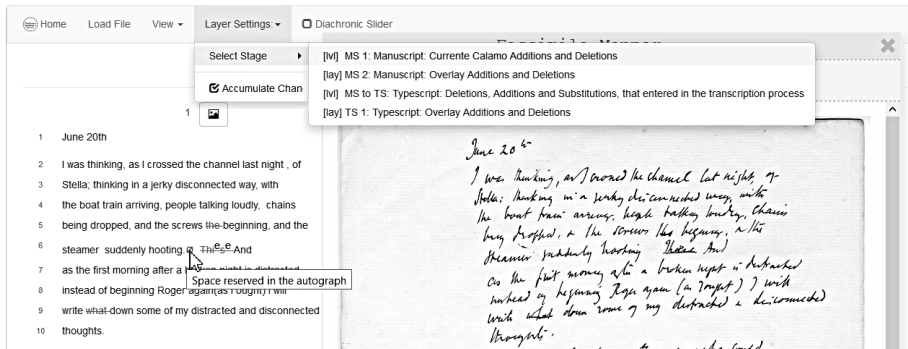 Home Load File View Layer Settings: Diachronic Slider
Facsimile Mapper
Select Stage
Accumulate Chan
[lvl] MS 1: Manuscript: Currente Calamo Additions and Deletions
[lay] MS 2: Manuscript: Overlay Additions and Deletions
[lvl] MS to TS: Typescript: Deletions, Additions and Substitutions, that entered in the transcription process
[lay] TS 1: Typescript: Overlay Additions and Deletions
1
1 June 20th
2 I was thinking, as I crossed the channel last night , of
3 Stella; thinking in a jerky disconnected way, with
4 the boat train arriving, people talking loudly, chains
5 being dropped, and the screws the beginning, and the
6 steamer suddenly hooting. And
7 as the first morning after a broken night is distracted
8 instead of beginning Roger again(as I ought) I will
9 write what down some of my distracted and disconnected
10 thoughts.
Space reserved in the autograph
June 20th
I was thinking, as I crossed the channel last night, of
Stella; thinking in a jerky disconnected way, with
the boat train arriving, people talking loudly, chains
being dropped, & the screws the beginning, & the
steamer suddenly hooting And
as the first morning after a broken night is distracted
instead of beginning Roger again (as I ought) I will
write what down some of my distracted & disconnected
thoughts.